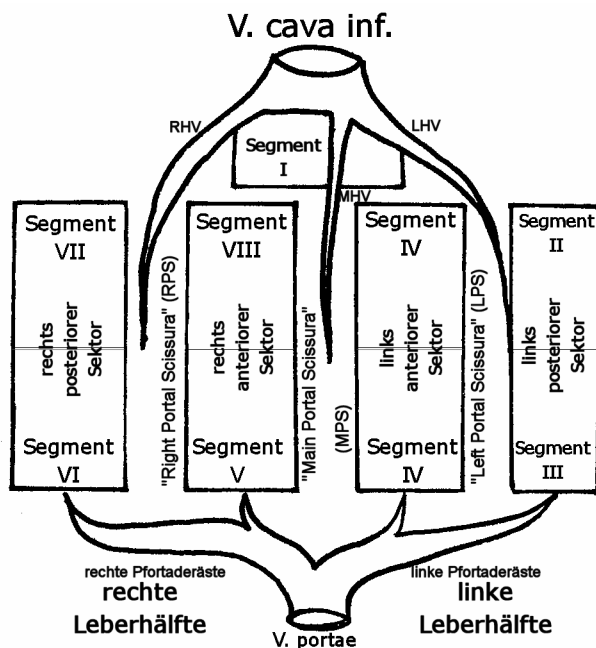 V. cava inf.
RHV
LHV
Segment
I
MHV
Segment
VII
Segment
VIII
Segment
IV
Segment
II
rechts
posteriorer
Sektor
"Right Portal Scissura" (RPS)
rechts
anteriorer
Sektor
"Main Portal Scissura"
(MPS)
links
anteriorer
Sektor
"Left Portal Scissura" (LPS)
links
posteriorer
Sektor
Segment
VI
Segment
V
Segment
IV
Segment
III
rechte Pfortaderäste
rechte
Leberhälfte
linke Pfortaderäste
linke
Leberhälfte
V. portae